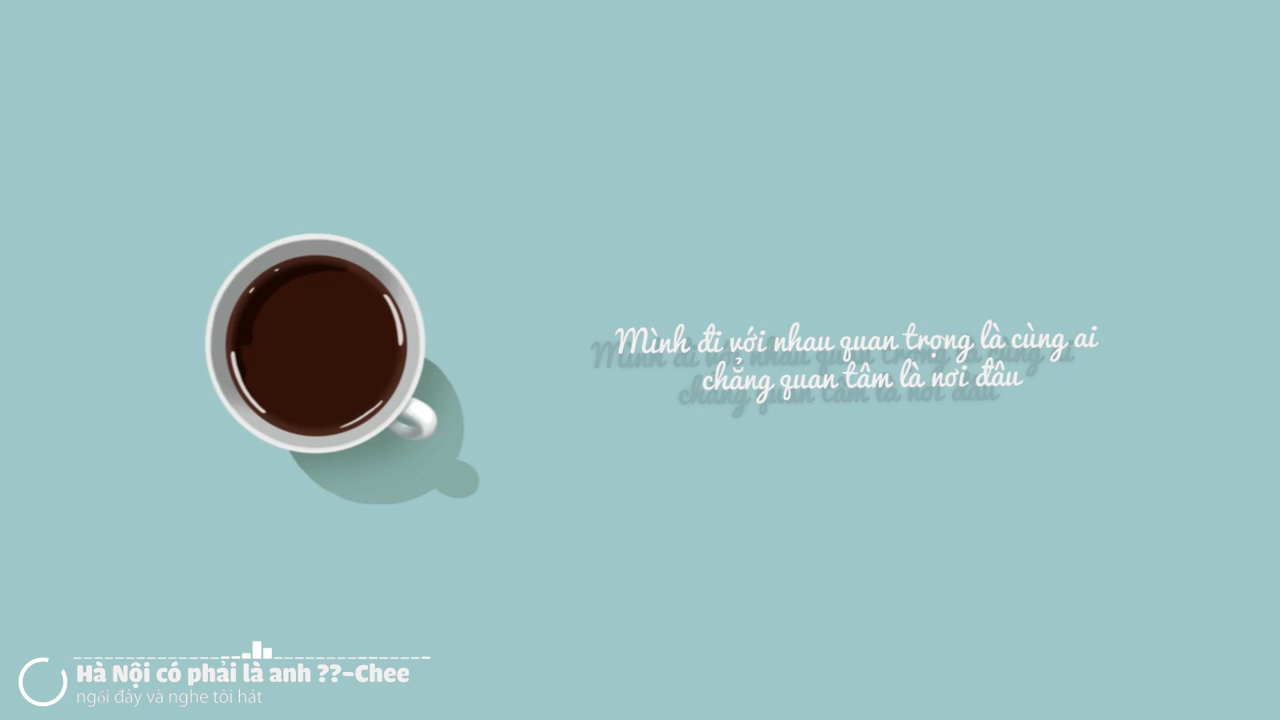 Mình đi với nhau quan trọng là cùng ai
chẳng quan tâm là nơi đâu
Hà Nội có phải là anh ??-Chee
ngồi đây và nghe tôi hát